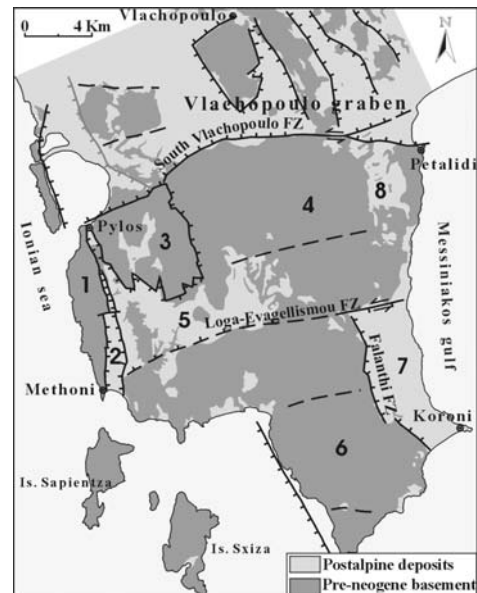 Vlachopoulo
0 4 Km
N
Vlachopoulo graben
South Vlachopoulo FZ
Petalidi
8
4
Pylos
3
Ionian sea
1
Messiniakos gulf
5
Loga-Evagellismou FZ
2
7
Falanthi FZ
Methoni
Koroni
6
Is. Sapientza
Is. Sxiza
Postalpine deposits
Pre-neogene basement